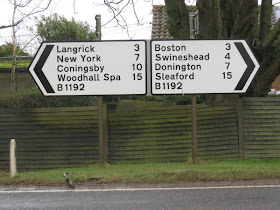 Langrick 3
New York 7
Coningsby 10
Woodhall Spa 15
B1192
Boston 3
Swineshead 4
Donington 7
Sleaford 15
B1192